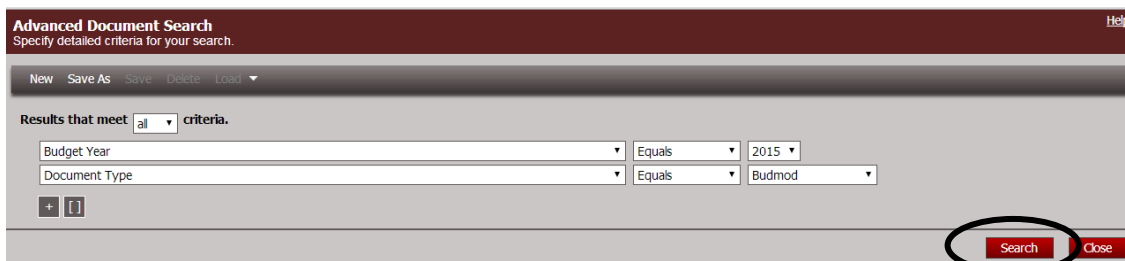 Advanced Document Search Help
Specify detailed criteria for your search.
New Save As Save Delete Load
Results that meet all criteria.
Budget Year Equals 2015
Document Type Equals Budmod
+ [ ]
Search Close